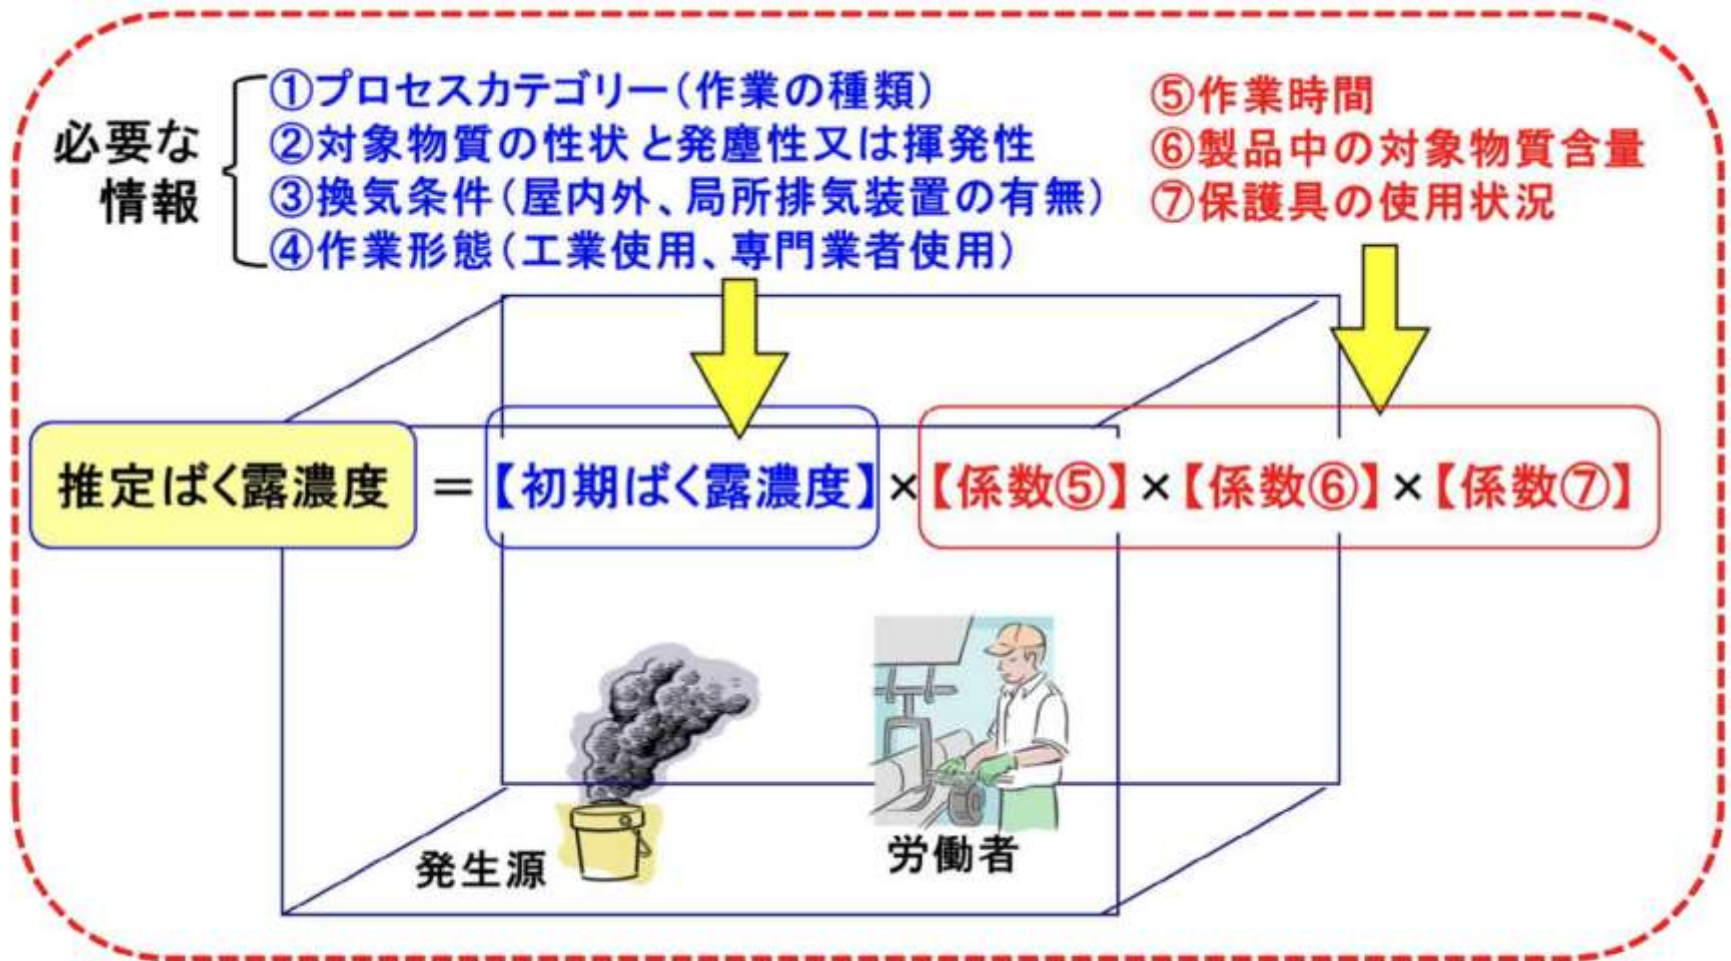 必要な
情報
①プロセスカテゴリー（作業の種類）
②対象物質の性状と発塵性又は揮発性
③換気条件（屋内外、局所排気装置の有無）
④作業形態（工業使用、専門業者使用）
⑤作業時間
⑥製品中の対象物質含量
⑦保護具の使用状況
推定ばく露濃度 ＝【初期ばく露濃度】×【係数⑤】×【係数⑥】×【係数⑦】
発生源
労働者